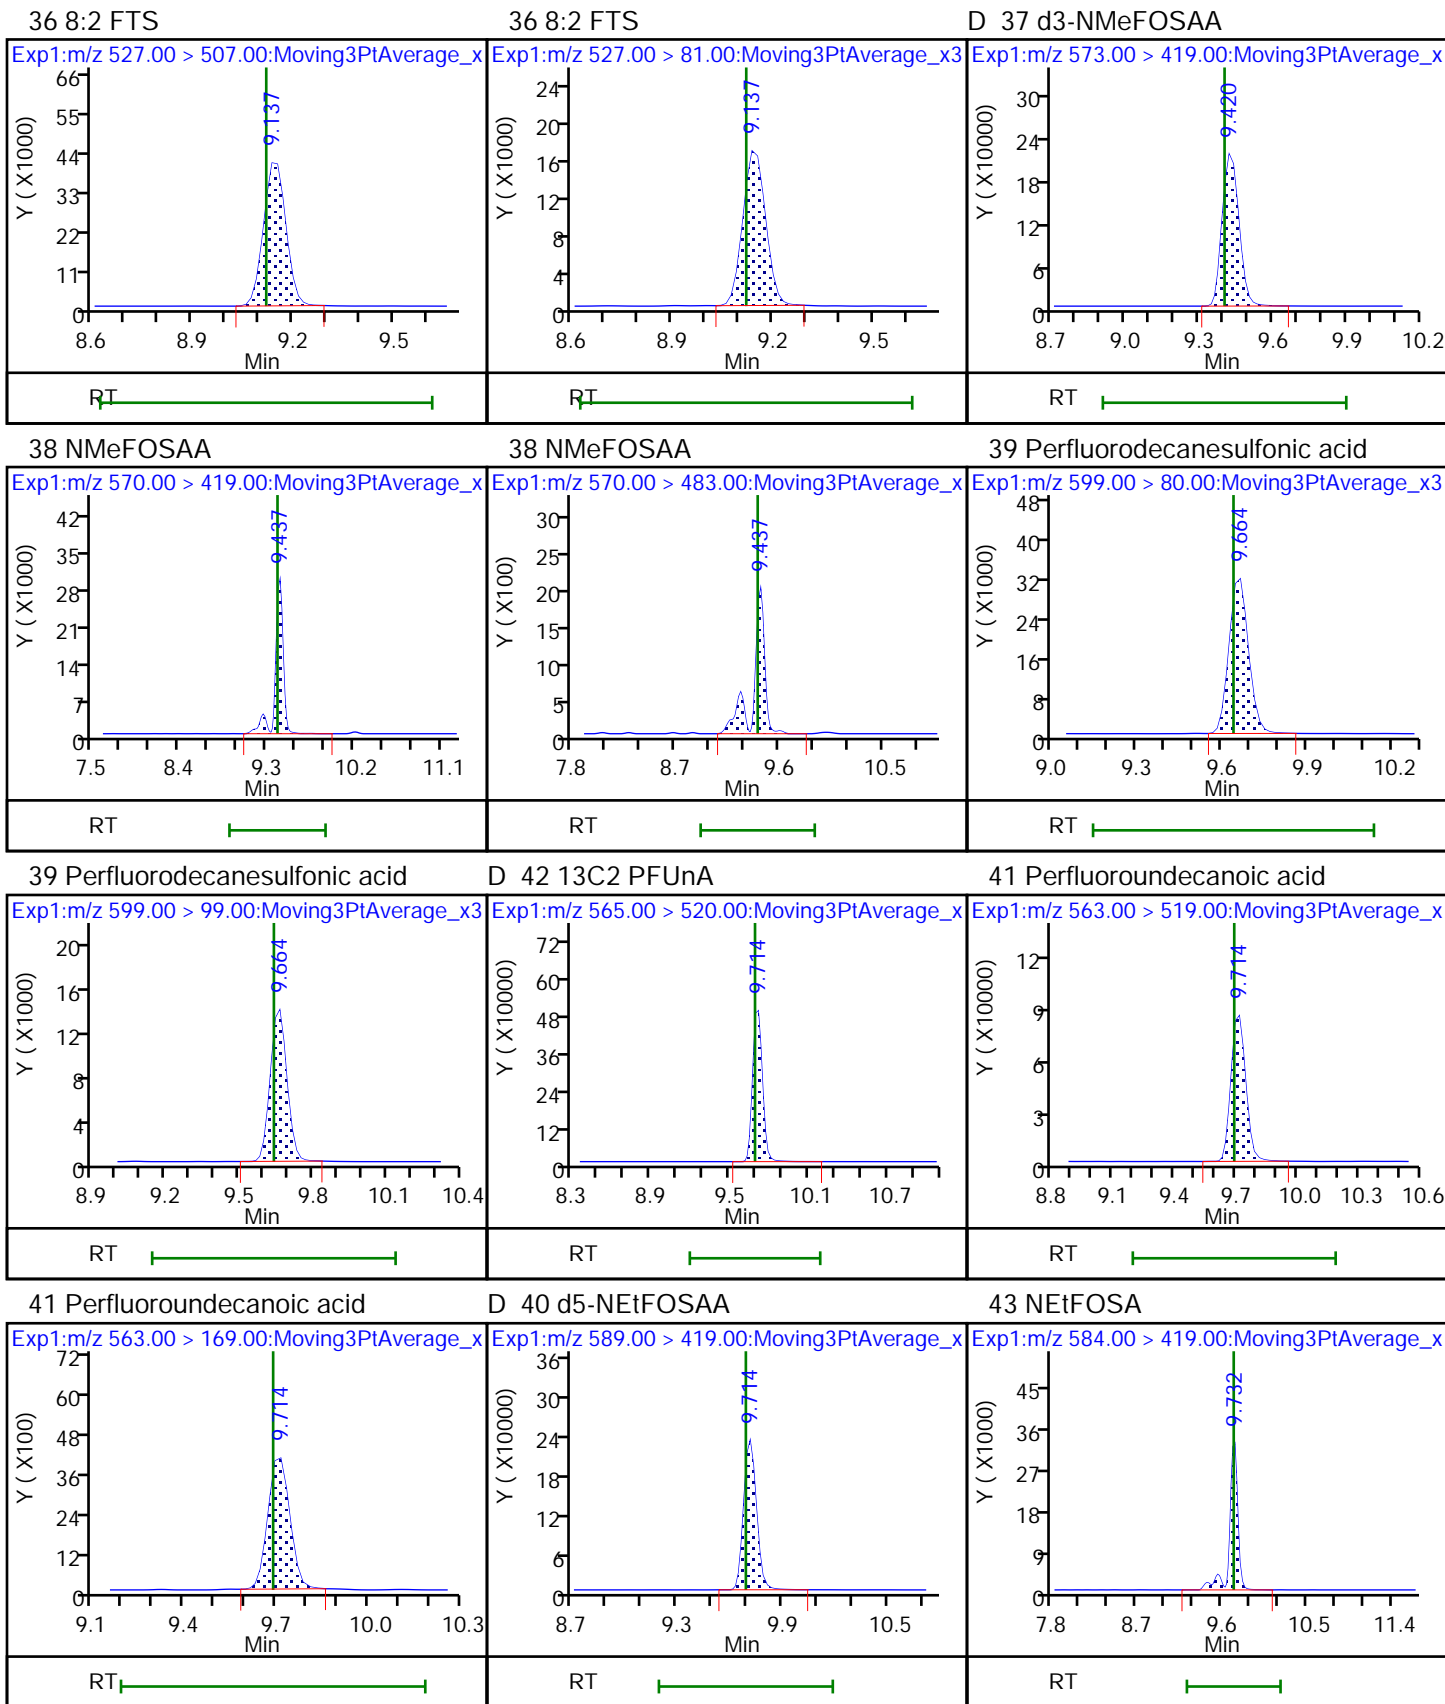 36 8:2 FTS
Exp1:m/z 527.00 > 507.00:Moving3PtAverage_x
9.137
Y ( X1000)
66
55
44
33
22
11
0
8.6 8.9 9.2 9.5
Min
RT
36 8:2 FTS
Exp1:m/z 527.00 > 81.00:Moving3PtAverage_x3
9.137
Y ( X1000)
24
20
16
12
8
4
0
8.6 8.9 9.2 9.5
Min
RT
D 37 d3-NMeFOSAA
Exp1:m/z 573.00 > 419.00:Moving3PtAverage_x
9.420
Y ( X10000)
30
24
18
12
6
0
8.7 9.0 9.3 9.6 9.9 10.2
Min
RT
38 NMeFOSAA
Exp1:m/z 570.00 > 419.00:Moving3PtAverage_x
9.437
Y ( X1000)
42
35
28
21
14
7
0
7.5 8.4 9.3 10.2 11.1
Min
RT
38 NMeFOSAA
Exp1:m/z 570.00 > 483.00:Moving3PtAverage_x
9.437
Y ( X100)
30
25
20
15
10
5
0
7.8 8.7 9.6 10.5
Min
RT
39 Perfluorodecanesulfonic acid
Exp1:m/z 599.00 > 80.00:Moving3PtAverage_x3
9.664
Y ( X1000)
48
40
32
24
16
8
0
9.0 9.3 9.6 9.9 10.2
Min
RT
39 Perfluorodecanesulfonic acid
Exp1:m/z 599.00 > 99.00:Moving3PtAverage_x3
9.664
Y ( X1000)
20
16
12
8
4
0
8.9 9.2 9.5 9.8 10.1 10.4
Min
RT
D 42 13C2 PFUnA
Exp1:m/z 565.00 > 520.00:Moving3PtAverage_x
9.714
Y ( X10000)
72
60
48
36
24
12
0
8.3 8.9 9.5 10.1 10.7
Min
RT
41 Perfluoroundecanoic acid
Exp1:m/z 563.00 > 519.00:Moving3PtAverage_x
9.714
Y ( X10000)
12
9
6
3
0
8.8 9.1 9.4 9.7 10.0 10.3 10.6
Min
RT
41 Perfluoroundecanoic acid
Exp1:m/z 563.00 > 169.00:Moving3PtAverage_x
9.714
Y ( X100)
72
60
48
36
24
12
0
9.1 9.4 9.7 10.0 10.3
Min
RT
D 40 d5-NEtFOSAA
Exp1:m/z 589.00 > 419.00:Moving3PtAverage_x
9.714
Y ( X10000)
36
30
24
18
12
6
0
8.7 9.3 9.9 10.5
Min
RT
43 NEtFOSA
Exp1:m/z 584.00 > 419.00:Moving3PtAverage_x
9.732
Y ( X1000)
45
36
27
18
9
0
7.8 8.7 9.6 10.5 11.4
Min
RT